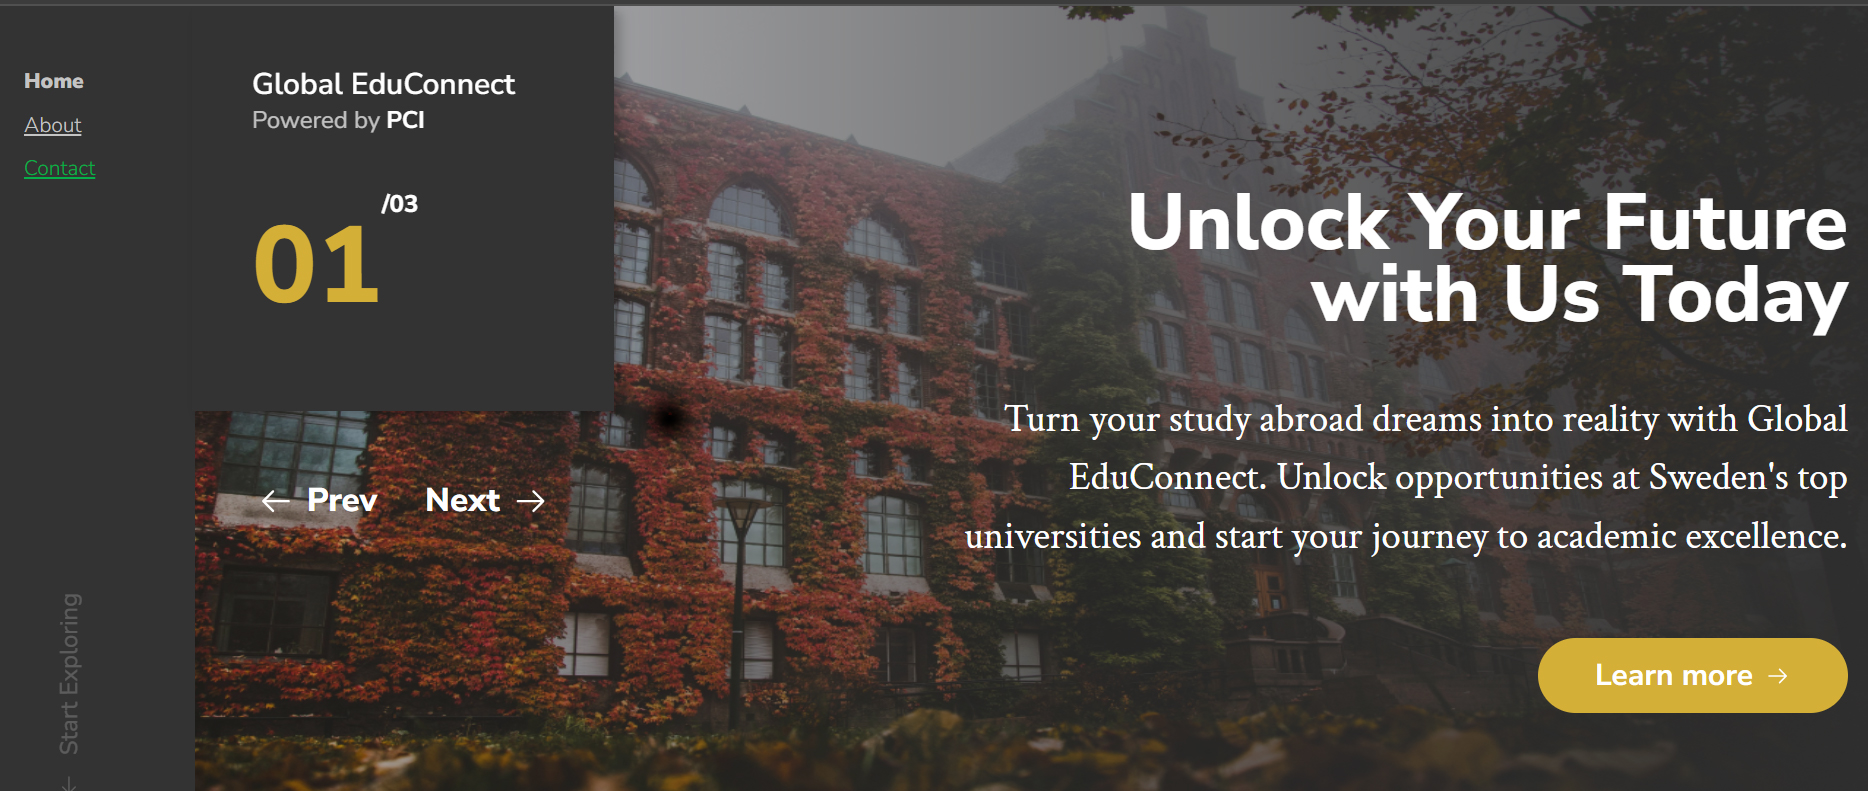 Home
About
Contact
Start Exploring
Global EduConnect
Powered by PCI
01
/03
← Prev
Next →
Unlock Your Future
with Us Today
Turn your study abroad dreams into reality with Global
EduConnect. Unlock opportunities at Sweden's top
universities and start your journey to academic excellence.
Learn more →